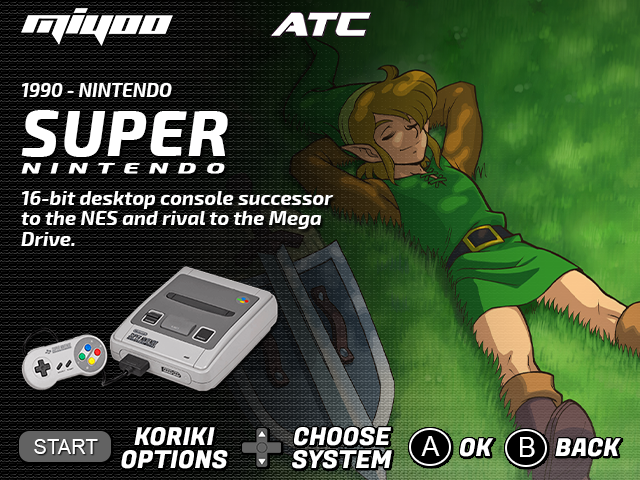 miyoo
ATC
1990 - NINTENDO
SUPER
NINTENDO
16-bit desktop console successor
to the NES and rival to the Mega
Drive.
START
KORIKI
OPTIONS
CHOOSE
SYSTEM
A
OK
B
BACK